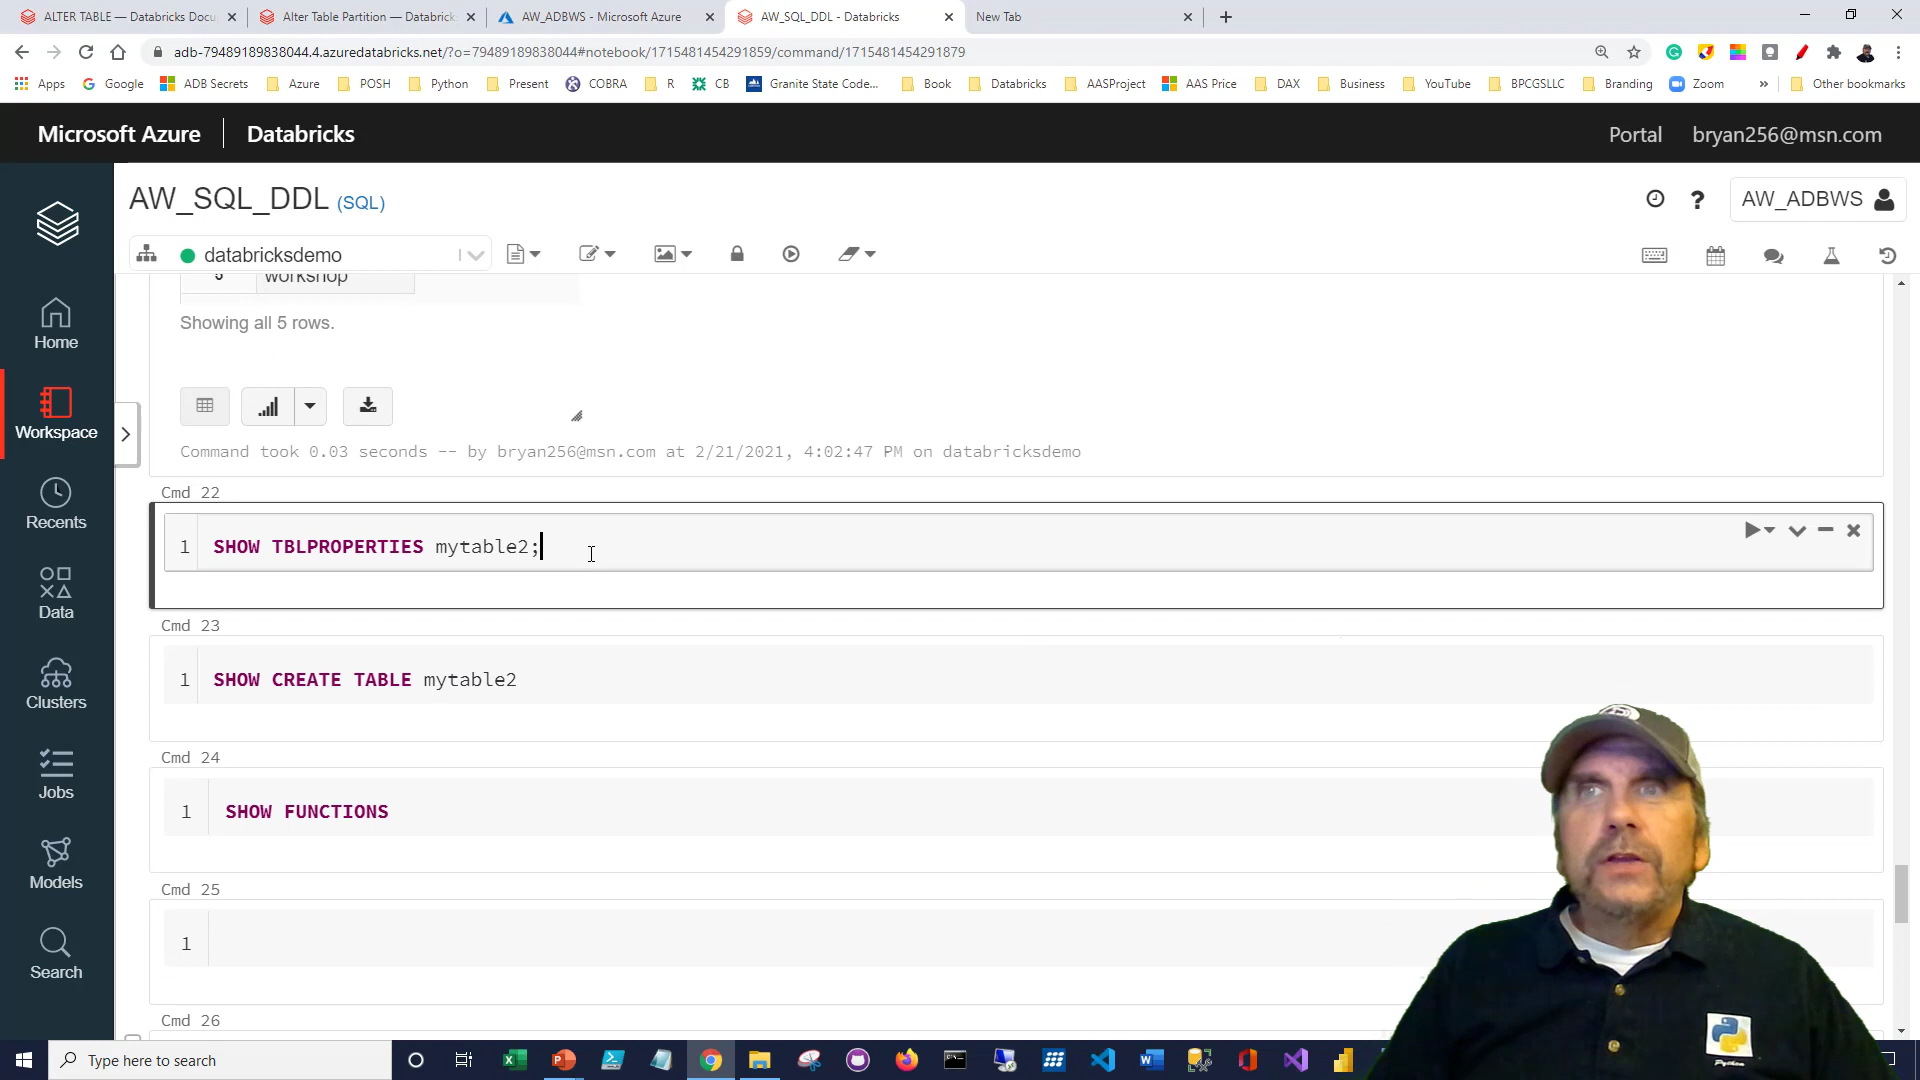 ALTER TABLE — Databricks Docu
Alter Table Partition — Databrick
AW_ADBWS - Microsoft Azure
AW_SQL_DDL - Databricks
New Tab
adb-79489189838044.4.azuredatabricks.net/?o=79489189838044#notebook/1715481454291859/command/1715481454291879
Apps
Google
ADB Secrets
Azure
POSH
Python
Present
COBRA
R
CB
Granite State Code...
Book
Databricks
AASProject
AAS Price
DAX
Business
YouTube
BPCGSLLC
Branding
Zoom
»
Other bookmarks
Microsoft Azure
Databricks
Portal
bryan256@msn.com
AW_SQL_DDL (SQL)
? AW_ADBWS
databricksdemo
5 workshop
Showing all 5 rows.
Command took 0.03 seconds -- by bryan256@msn.com at 2/21/2021, 4:02:47 PM on databricksdemo
Cmd 22
1 SHOW TBLPROPERTIES mytable2;
Cmd 23
1 SHOW CREATE TABLE mytable2
Cmd 24
1 SHOW FUNCTIONS
Cmd 25
1
Cmd 26
Home
Workspace
Recents
Data
Clusters
Jobs
Models
Search
Python
Type here to search